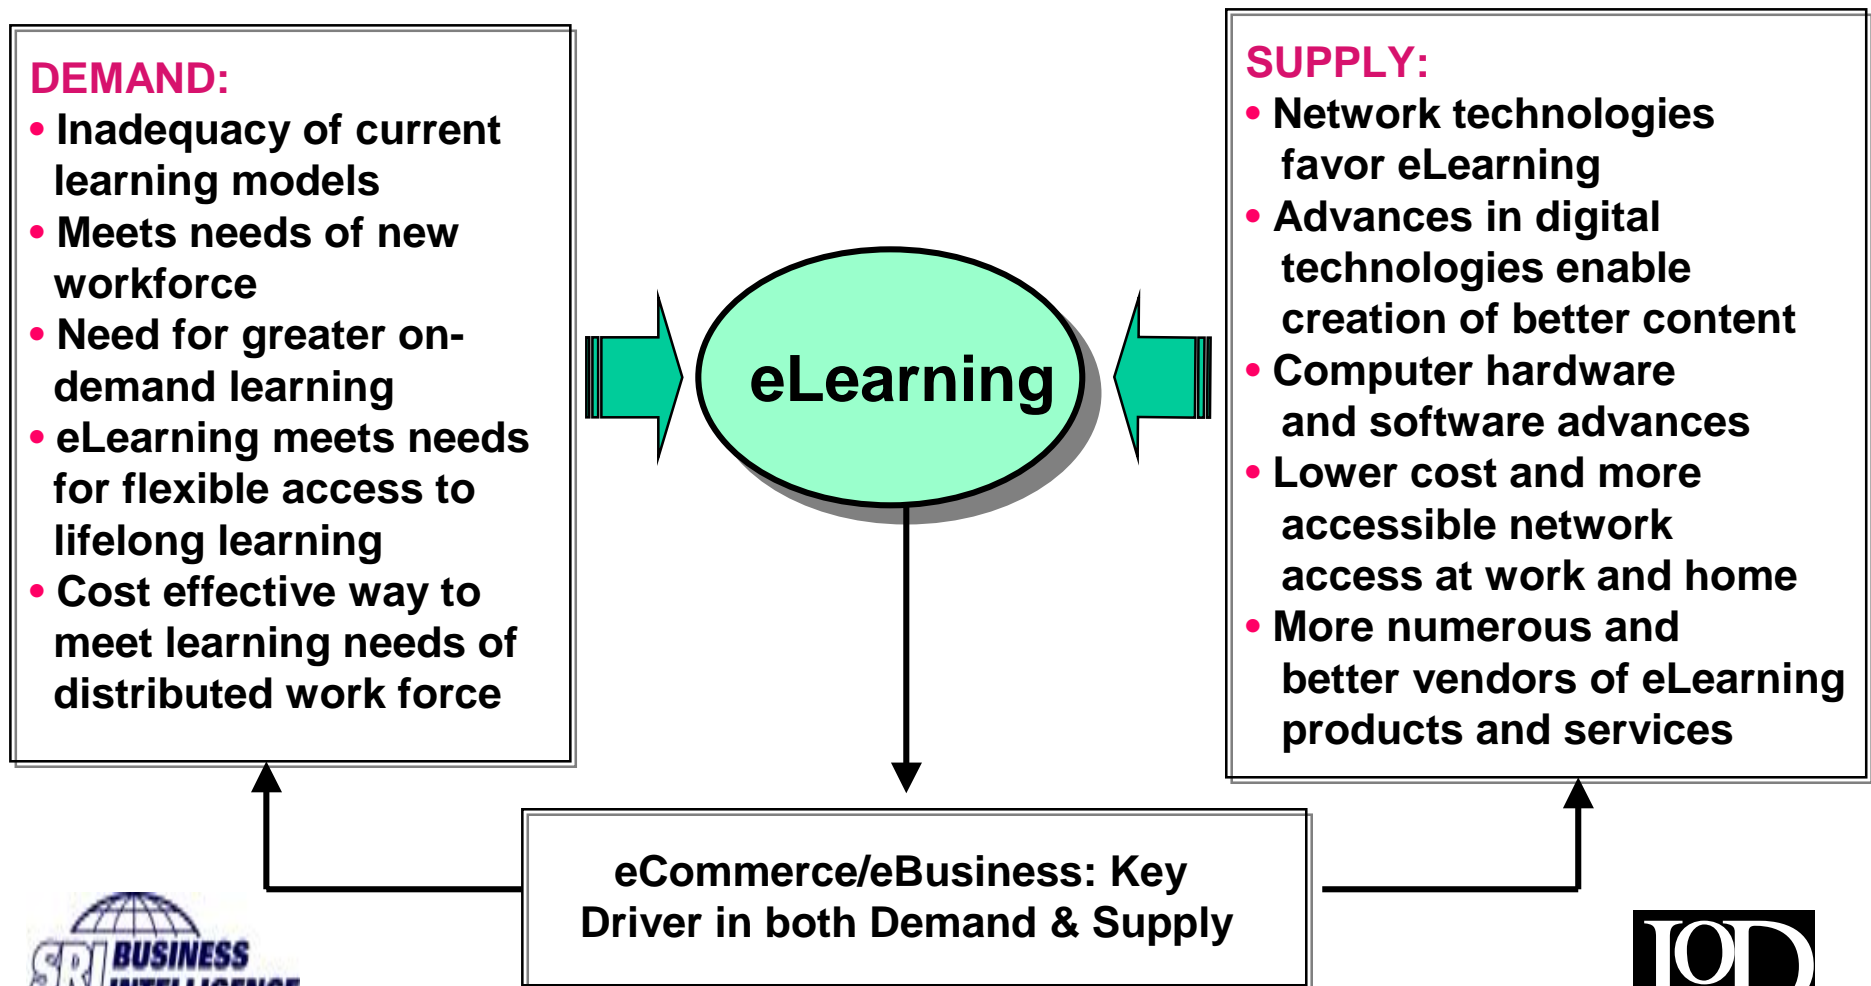 DEMAND:
• Inadequacy of current
learning models
• Meets needs of new
workforce
• Need for greater on-
demand learning
• eLearning meets needs
for flexible access to
lifelong learning
• Cost effective way to
meet learning needs of
distributed work force
eLearning
SUPPLY:
• Network technologies
favor eLearning
• Advances in digital
technologies enable
creation of better content
• Computer hardware
and software advances
• Lower cost and more
accessible network
access at work and home
• More numerous and
better vendors of eLearning
products and services
eCommerce/eBusiness: Key
Driver in both Demand & Supply
SRI BUSINESS
INTELLIGENCE
IOD